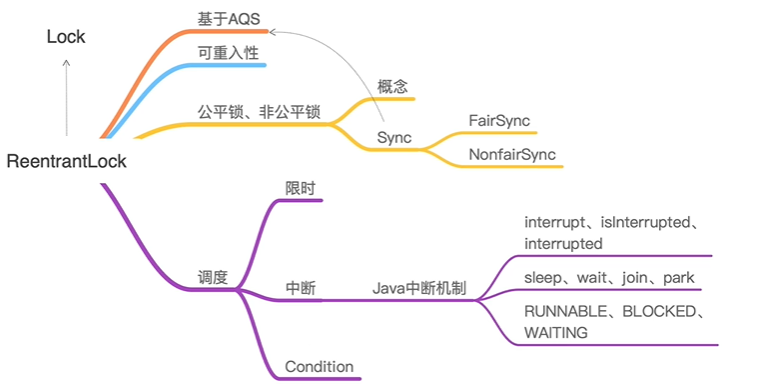 Lock
ReentrantLock
基于AQS
可重入性
公平锁、非公平锁
概念
Sync
FairSync
NonfairSync
调度
限时
中断
Java中断机制
interrupt、isInterrupted、
interrupted
sleep、wait、join、park
RUNNABLE、BLOCKED、
WAITING
Condition